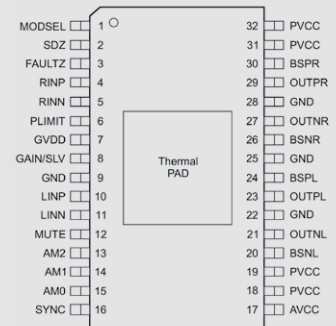 MODSEL 1 32 PVCC
SDZ 2 31 PVCC
FAULTZ 3 30 BSPR
RINP 4 29 OUTPR
RINN 5 28 GND
PLIMIT 6 27 OUTNR
GVDD 7 26 BSNR
GAIN/SLV 8 25 GND
GND 9 24 BSPL
LINP 10 23 OUTPL
LINN 11 22 GND
MUTE 12 21 OUTNL
AM2 13 20 BSNL
AM1 14 19 PVCC
AM0 15 18 PVCC
SYNC 16 17 AVCC
Thermal
PAD